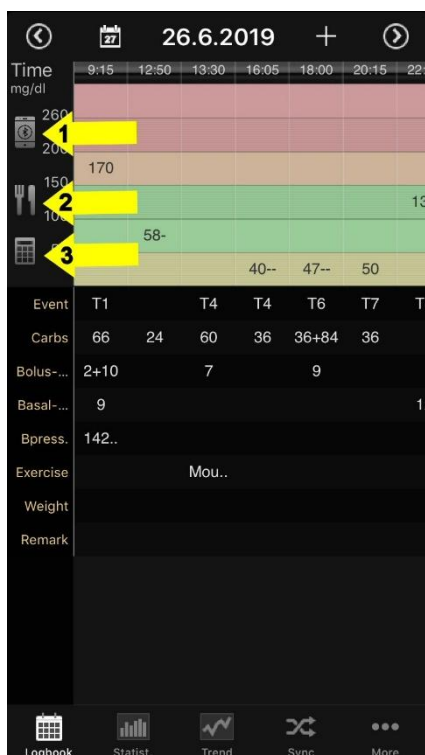 27 26.6.2019 +
Time 9:15 12:50 13:30 16:05 18:00 20:15 22:
mg/dl
260
1
200
170
150
2
100
13
58-
3
40-- 47-- 50
Event T1 T4 T4 T6 T7 T
Carbs 66 24 60 36 36+84 36
Bolus-... 2+10 7 9
Basal-... 9 1
Bpress. 142..
Exercise Mou..
Weight
Remark
Logbook Statist. Trend Sync More